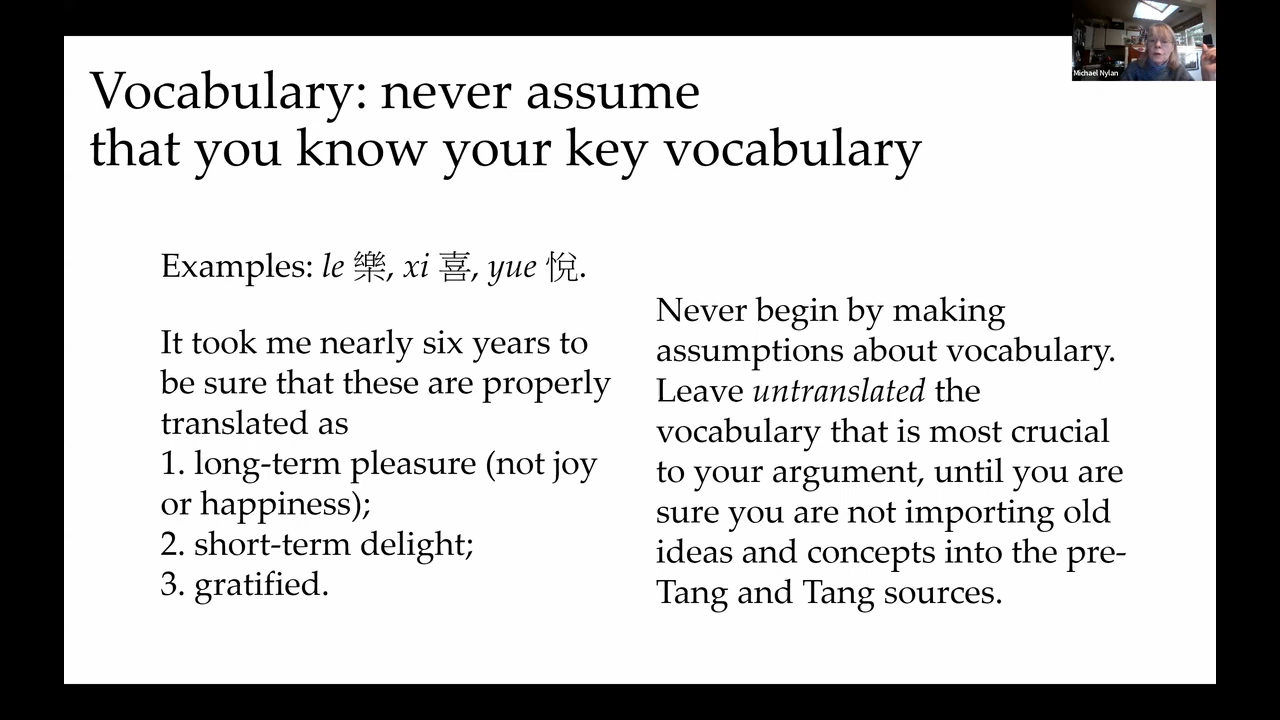 Michael Nylan
Vocabulary: never assume
that you know your key vocabulary
Examples: le 樂, xi 喜, yue 悅.
It took me nearly six years to
be sure that these are properly
translated as
1. long-term pleasure (not joy
or happiness);
2. short-term delight;
3. gratified.
Never begin by making
assumptions about vocabulary.
Leave untranslated the
vocabulary that is most crucial
to your argument, until you are
sure you are not importing old
ideas and concepts into the pre-
Tang and Tang sources.